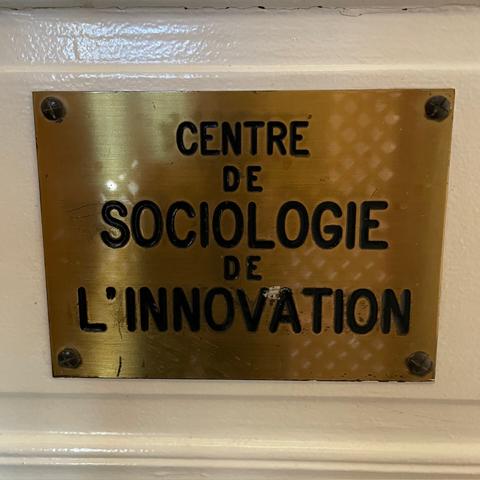 CENTRE
DE
SOCIOLOGIE
DE
L'INNOVATION